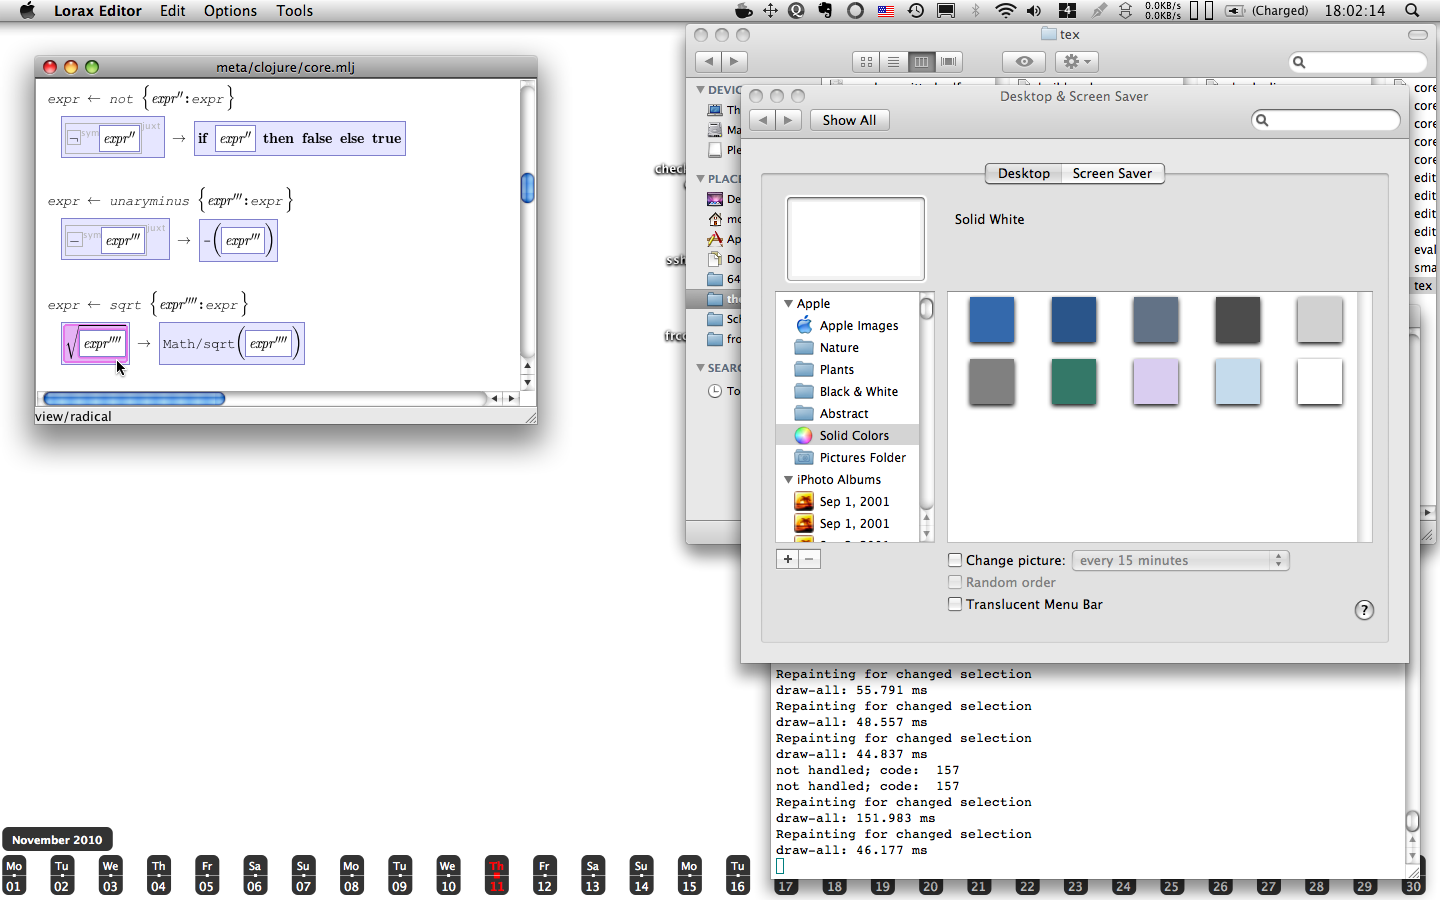 Lorax Editor Edit Options Tools
4 0.0KB/s 0.0KB/s (Charged) 18:02:14
meta/clojure/core.mlj
expr ← not {expr″:expr}
¬ sym expr″ juxt → if expr″ then false else true
expr ← unaryminus {expr‴:expr}
— sym expr‴ juxt → -(expr‴)
expr ← sqrt {expr⁗:expr}
√expr⁗ → Math/sqrt(expr⁗)
view/radical
tex
DEVIC
Th
Ma
Ple
PLAC
De
mo
Ap
Do
64
the
Sch
fro
SEARC
To
check
ssh
frco
core
core
core
core
core
edit
edit
edit
edit
eval
sma
tex
Desktop & Screen Saver
Show All
Desktop Screen Saver
Solid White
Apple
Apple Images
Nature
Plants
Black & White
Abstract
Solid Colors
Pictures Folder
iPhoto Albums
Sep 1, 2001
Sep 1, 2001
+ −
Change picture: every 15 minutes
Random order
Translucent Menu Bar
?
Repainting for changed selection
draw-all: 55.791 ms
Repainting for changed selection
draw-all: 48.557 ms
Repainting for changed selection
draw-all: 44.837 ms
not handled; code:  157
not handled; code:  157
Repainting for changed selection
draw-all: 151.983 ms
Repainting for changed selection
draw-all: 46.177 ms
November 2010
Mo Tu We Th Fr Sa Su Mo Tu We Th Fr Sa Su Mo Tu
01 02 03 04 05 06 07 08 09 10 11 12 13 14 15 16 17 18 19 20 21 22 23 24 25 26 27 28 29 30